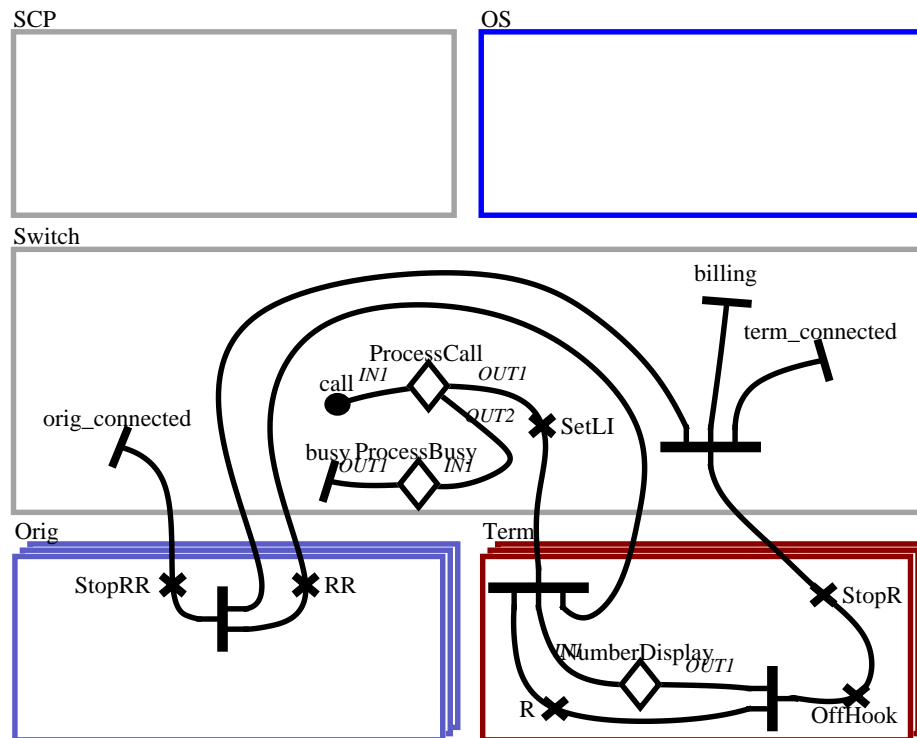 SCP
OS
Switch
billing
term_connected
ProcessCall
IN1
OUT1
call
OUT2
orig_connected
SetLI
busy
ProcessBusy
OUT1
IN1
Orig
Term
StopRR
RR
StopR
IN1
NumberDisplay
OUT1
R
OffHook